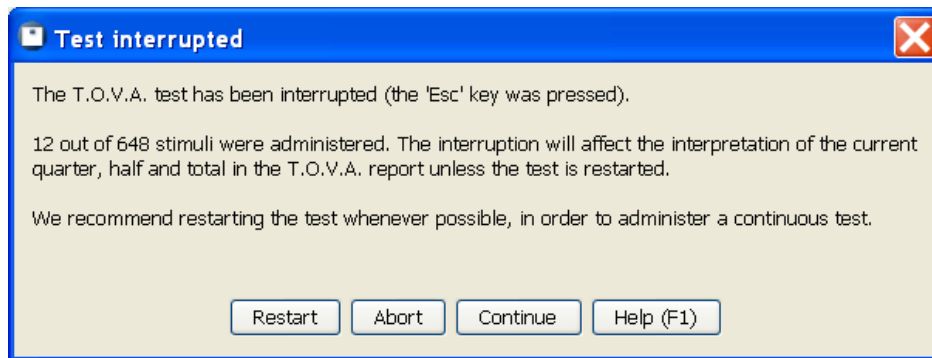 Test interrupted
The T.O.V.A. test has been interrupted (the 'Esc' key was pressed).
12 out of 648 stimuli were administered. The interruption will affect the interpretation of the current
quarter, half and total in the T.O.V.A. report unless the test is restarted.
We recommend restarting the test whenever possible, in order to administer a continuous test.
Restart Abort Continue Help (F1)